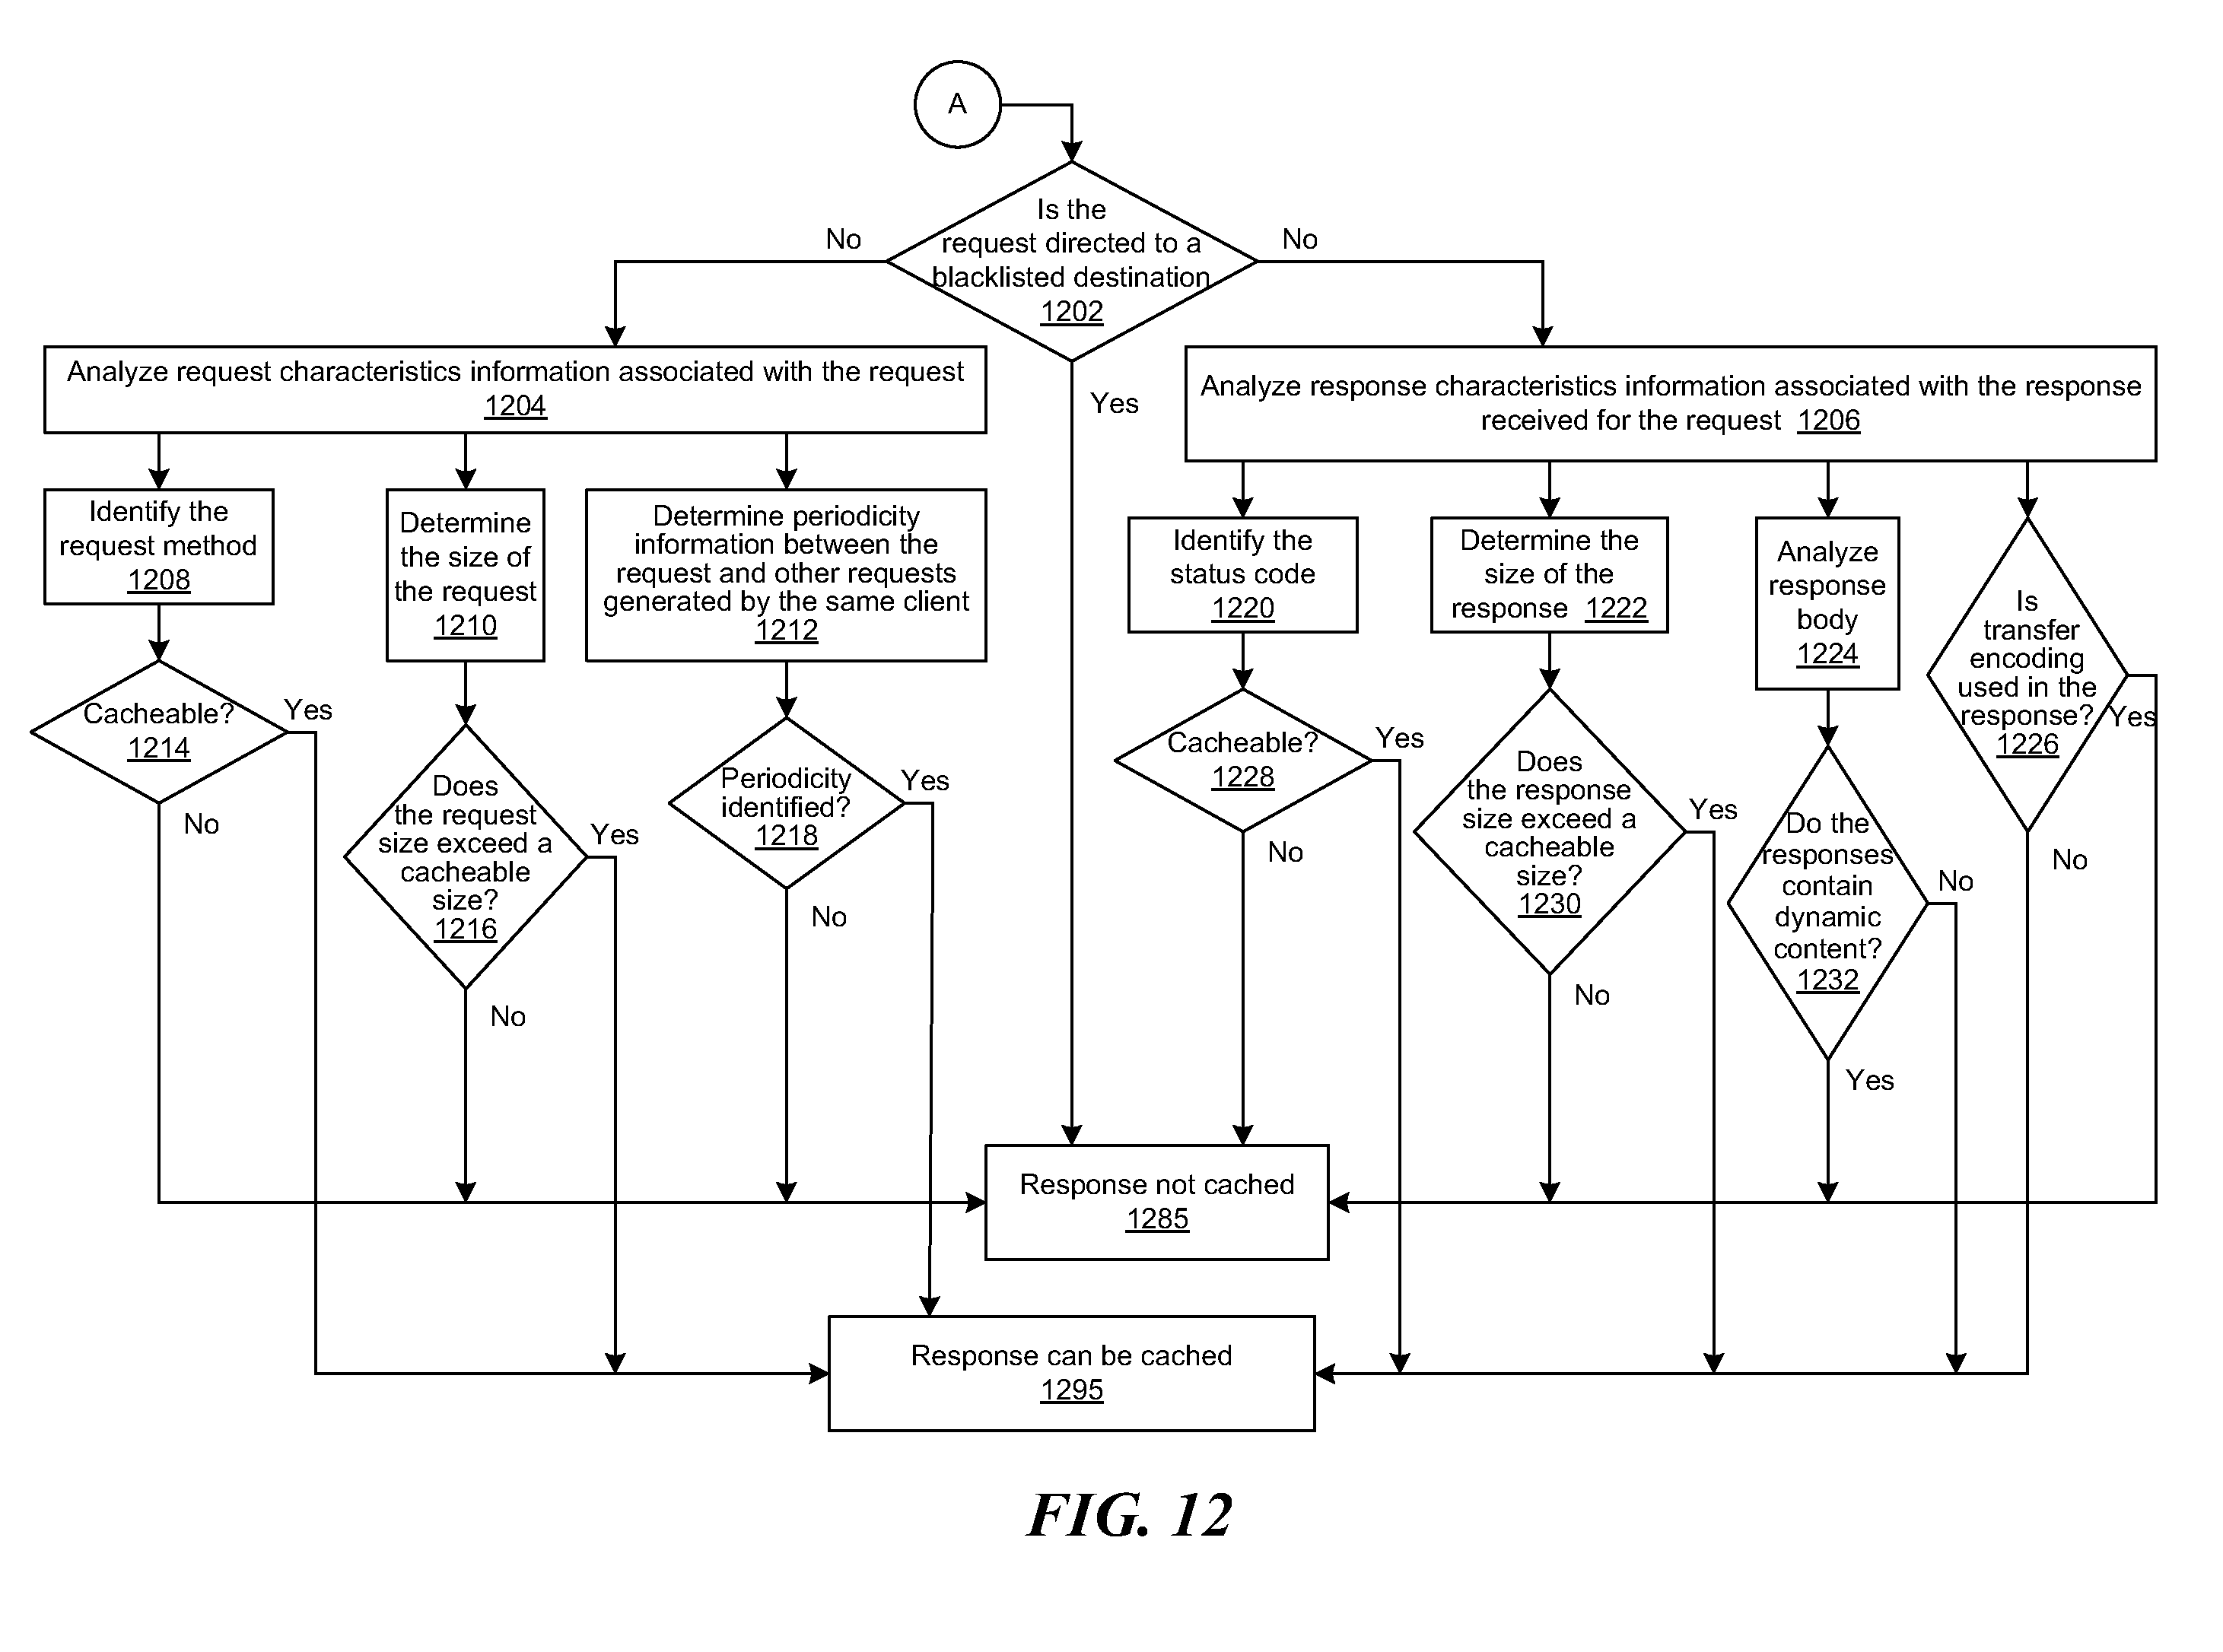 A
Is the
request directed to a
blacklisted destination
1202
No
No
Yes
Analyze request characteristics information associated with the request
1204
Analyze response characteristics information associated with the response
received for the request 1206
Identify the
request method
1208
Determine
the size of
the request
1210
Determine periodicity
information between the
request and other requests
generated by the same client
1212
Identify the
status code
1220
Determine the
size of the
response 1222
Analyze
response
body
1224
Is
transfer
encoding
used in the
response?
1226
Yes
No
Cacheable?
1214
Yes
No
Does
the request
size exceed a
cacheable
size?
1216
Yes
No
Periodicity
identified?
1218
Yes
No
Cacheable?
1228
Yes
No
Does
the response
size exceed a
cacheable
size?
1230
Yes
No
Do the
responses
contain
dynamic
content?
1232
No
Yes
Response not cached
1285
Response can be cached
1295
FIG. 12